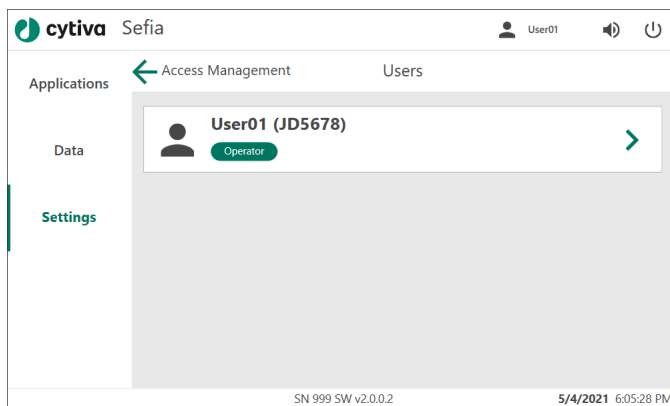 cytiva Sefia User01
Applications
Access Management Users
User01 (JD5678)
Operator
Data
Settings
SN 999 SW v2.0.0.2 5/4/2021 6:05:28 PM